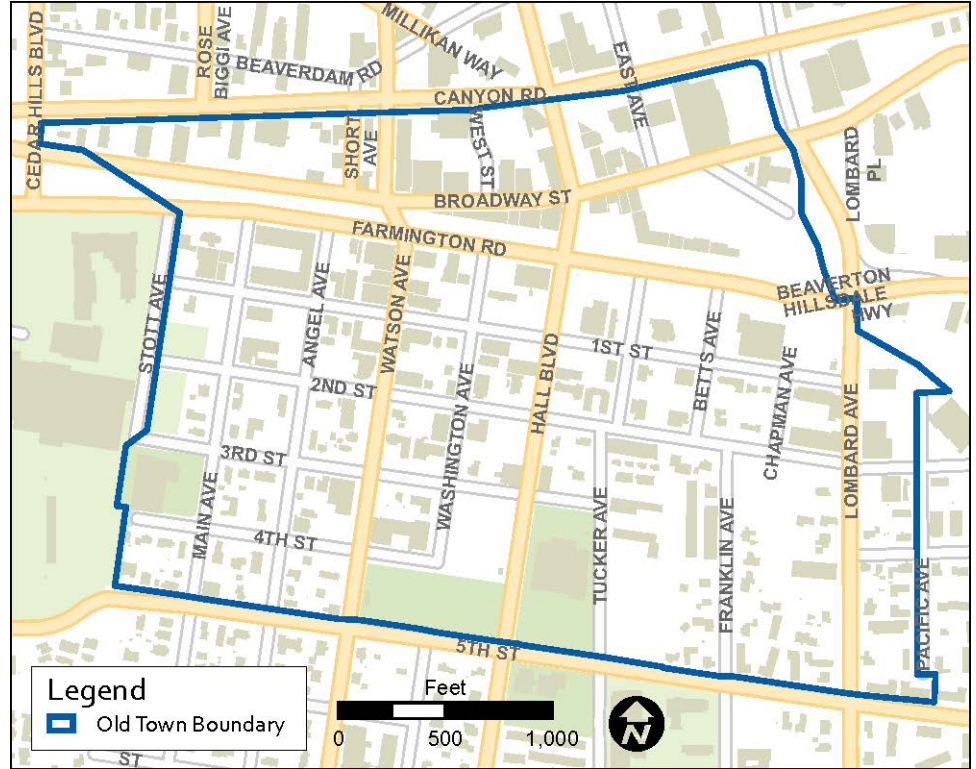 CEDAR HILLS BLVD
ROSE
BIGGI AVE
BEAVERDAM RD
MILLIKAN WAY
EAST AVE
CANYON RD
SHORT
AVE
WEST ST
BROADWAY ST
LOMBARD
PL
FARMINGTON RD
BEAVERTON
HILLSDALE
HWY
STOTT AVE
ANGEL AVE
WATSON AVE
1ST ST
BETTS AVE
2ND ST
HALL BLVD
CHAPMAN AVE
WASHINGTON AVE
3RD ST
LOMBARD AVE
MAIN AVE
4TH ST
TUCKER AVE
FRANKLIN AVE
PACIFIC AVE
5TH ST
Legend
Old Town Boundary
Feet
0 500 1,000
N
ST